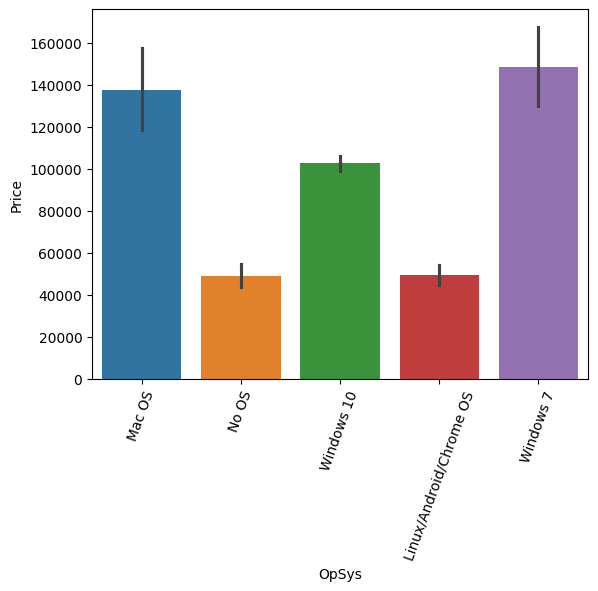 160000
140000
120000
100000
80000
60000
40000
20000
0
Price
Mac OS
No OS
Windows 10
Linux/Android/Chrome OS
Windows 7
OpSys